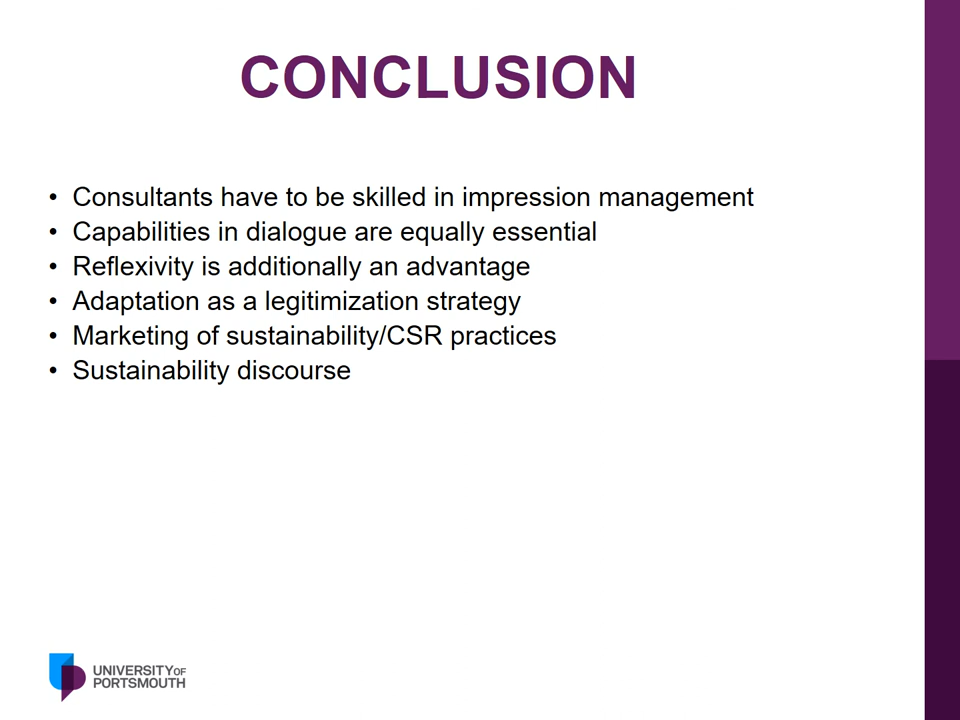 CONCLUSION
• Consultants have to be skilled in impression management
• Capabilities in dialogue are equally essential
• Reflexivity is additionally an advantage
• Adaptation as a legitimization strategy
• Marketing of sustainability/CSR practices
• Sustainability discourse
UNIVERSITY OF
PORTSMOUTH